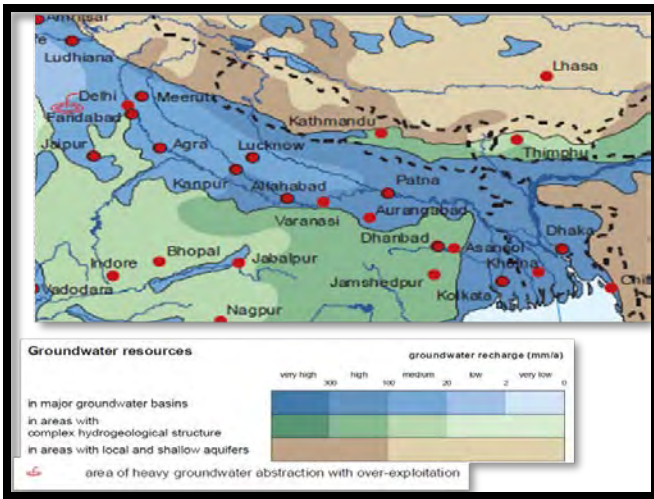 Amritsar
Ludhiana
Lhasa
Delhi
Meerut
Faridabad
Kathmandu
Jaipur
Agra
Lucknow
Thimphu
Kanpur
Allahabad
Patna
Varanasi
Aurangabad
Dhaka
Dhanbad
Asansol
Bhopal
Indore
Jabalpur
Khulna
Jamshedpur
Kolkata
Vadodara
Nagpur
Groundwater resources
groundwater recharge (mm/a)
very high high medium low very low
300 100 20 2 0
in major groundwater basins
in areas with
complex hydrogeological structure
in areas with local and shallow aquifers
area of heavy groundwater abstraction with over-exploitation